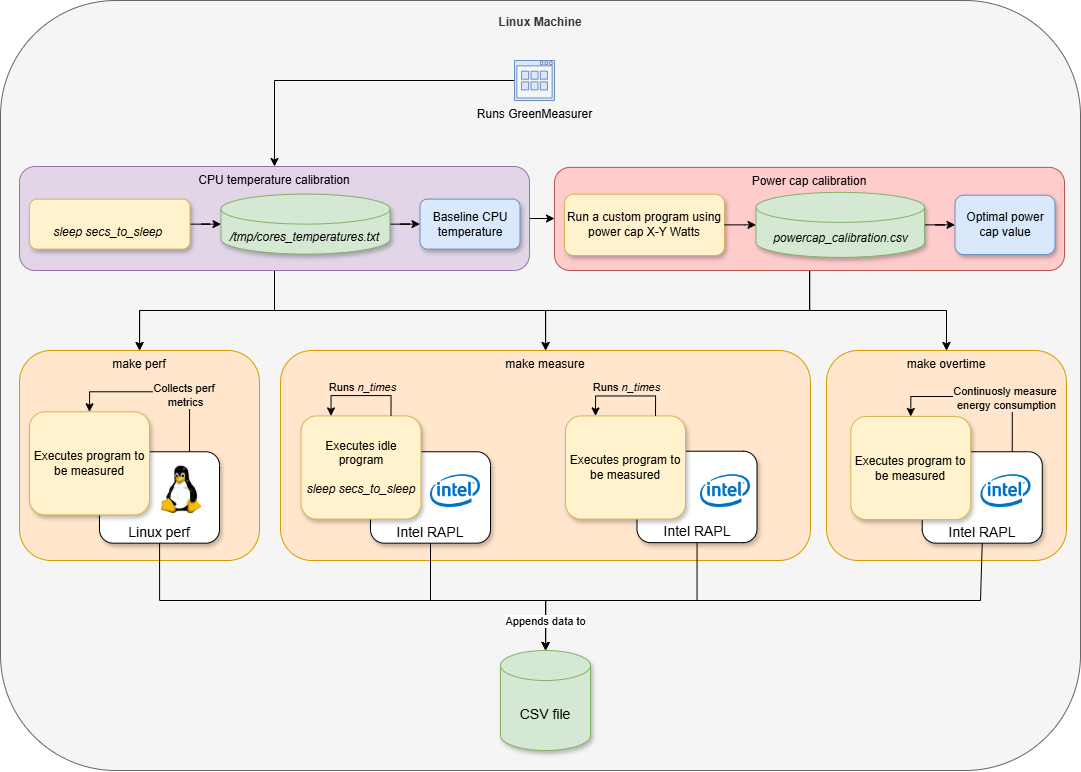 Linux Machine
Runs GreenMeasurer
CPU temperature calibration
sleep secs_to_sleep
/tmp/cores_temperatures.txt
Baseline CPU
temperature
Power cap calibration
Run a custom program using
power cap X-Y Watts
powercap_calibration.csv
Optimal power
cap value
make perf
Collects perf
metrics
Executes program to
be measured
Linux perf
make measure
Runs n_times
Executes idle
program
sleep secs_to_sleep
intel
Intel RAPL
Runs n_times
Executes program to
be measured
intel
Intel RAPL
make overtime
Continuosly measure
energy consumption
Executes program to
be measured
intel
Intel RAPL
Appends data to
CSV file